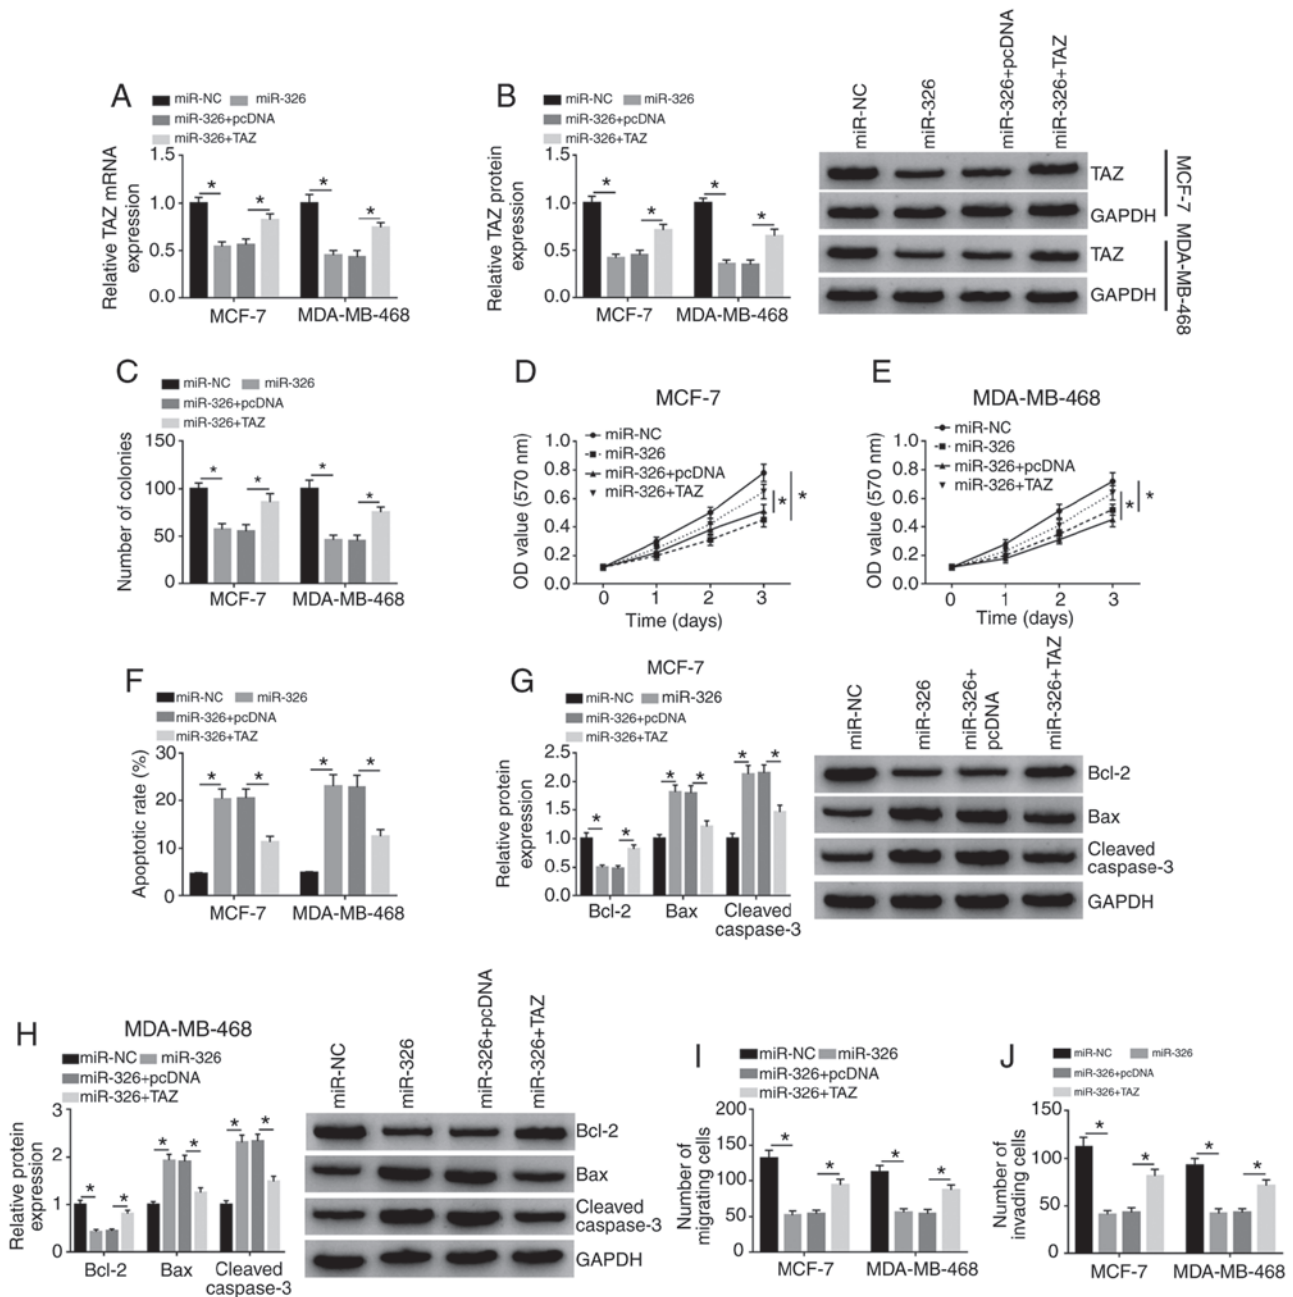 A
miR-NC miR-326
miR-326+pcDNA
miR-326+TAZ
Relative TAZ mRNA
expression
1.5
1.0
0.5
0.0
* * * *
MCF-7 MDA-MB-468
B
miR-NC miR-326
miR-326+pcDNA
miR-326+TAZ
Relative TAZ protein
expression
1.5
1.0
0.5
0.0
* * * *
MCF-7 MDA-MB-468
miR-NC
miR-326
miR-326+pcDNA
miR-326+TAZ
TAZ
GAPDH
TAZ
GAPDH
MCF-7
MDA-MB-468
C
miR-NC miR-326
miR-326+pcDNA
miR-326+TAZ
Number of colonies
150
100
50
0
* * * *
MCF-7 MDA-MB-468
D
MCF-7
miR-NC
miR-326
miR-326+pcDNA
miR-326+TAZ
OD value (570 nm)
1.0
0.8
0.6
0.4
0.2
0.0
* *
0 1 2 3
Time (days)
E
MDA-MB-468
miR-NC
miR-326
miR-326+pcDNA
miR-326+TAZ
OD value (570 nm)
1.0
0.8
0.6
0.4
0.2
0.0
* *
0 1 2 3
Time (days)
F
miR-NC miR-326
miR-326+pcDNA
miR-326+TAZ
Apoptotic rate (%)
30
20
10
0
* * * *
MCF-7 MDA-MB-468
G
MCF-7
miR-NC miR-326
miR-326+pcDNA
miR-326+TAZ
Relative protein
expression
2.5
2.0
1.5
1.0
0.5
0.0
* * * * * *
Bcl-2 Bax Cleaved
caspase-3
miR-NC
miR-326
miR-326+
pcDNA
miR-326+TAZ
Bcl-2
Bax
Cleaved
caspase-3
GAPDH
H
MDA-MB-468
miR-NC miR-326
miR-326+pcDNA
miR-326+TAZ
Relative protein
expression
3
2
1
0
* * * * * *
Bcl-2 Bax Cleaved
caspase-3
miR-NC
miR-326
miR-326+pcDNA
miR-326+TAZ
Bcl-2
Bax
Cleaved
caspase-3
GAPDH
I
miR-NC miR-326
miR-326+pcDNA
miR-326+TAZ
Number of
migrating cells
200
150
100
50
0
* * * *
MCF-7 MDA-MB-468
J
miR-NC miR-326
miR-326+pcDNA
miR-326+TAZ
Number of
invading cells
150
100
50
0
* * * *
MCF-7 MDA-MB-468